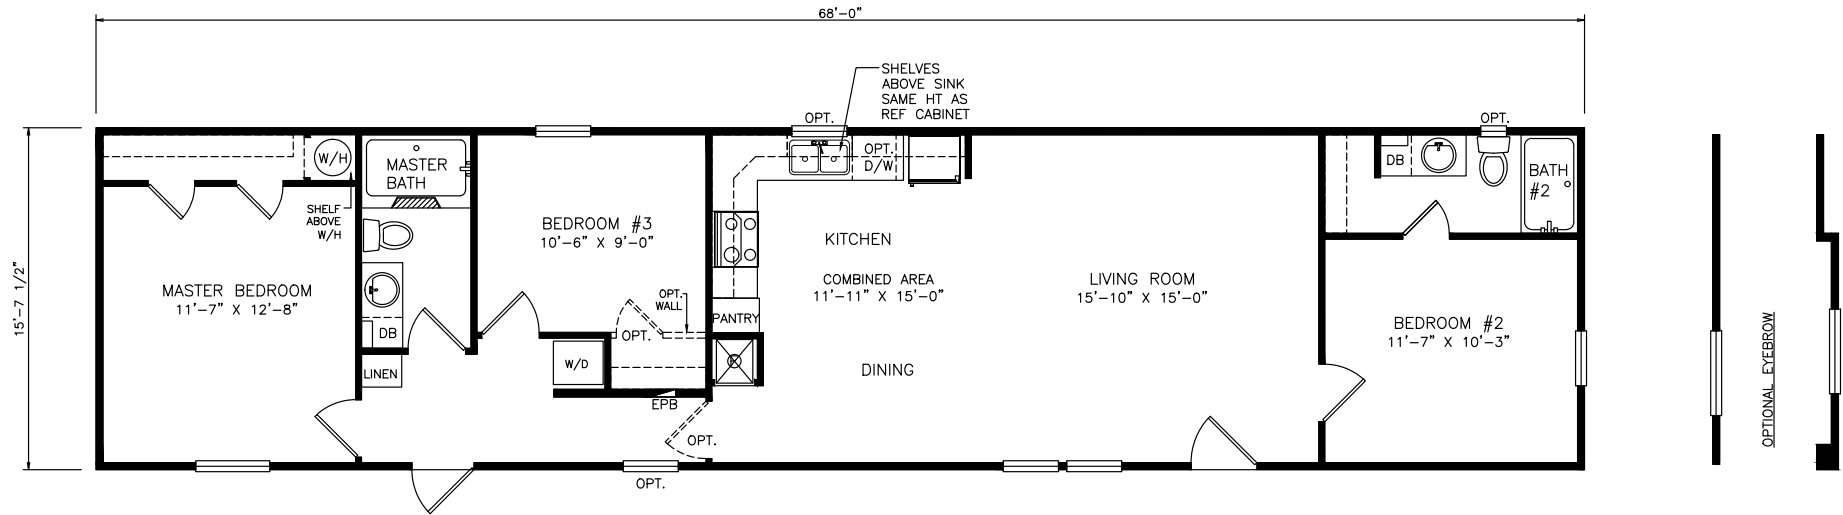 68'-0"
SHELVES
ABOVE SINK
SAME HT AS
REF CABINET
OPT.
OPT.
W/H
MASTER
BATH
OPT.
D/W
DB
BATH
#2
SHELF
ABOVE
W/H
BEDROOM #3
10'-6" X 9'-0"
KITCHEN
COMBINED AREA
11'-11" X 15'-0"
LIVING ROOM
15'-10" X 15'-0"
MASTER BEDROOM
11'-7" X 12'-8"
15'-7 1/2"
OPT.
WALL
OPT.
PANTRY
DB
BEDROOM #2
11'-7" X 10'-3"
LINEN
W/D
DINING
EPB
OPT.
OPT.
OPTIONAL EYEBROW